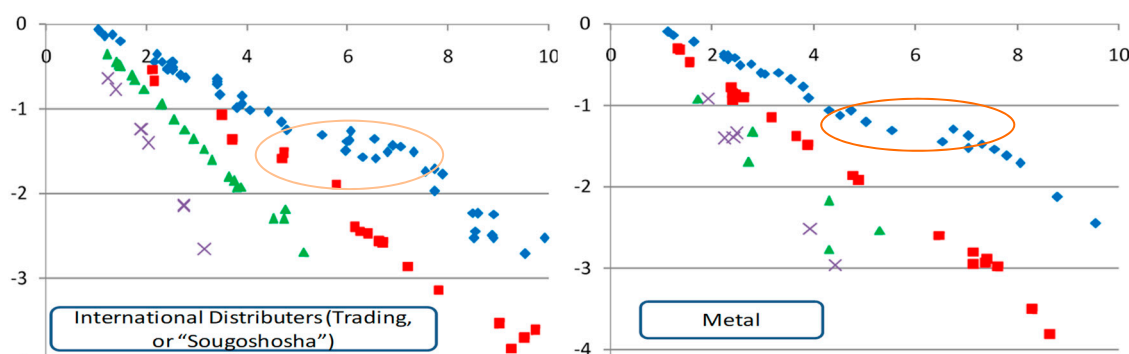 0
0 2 4 6 8 10
-1
-2
-3
International Distributers (Trading,
or “Sougoshosha”)
0
0 2 4 6 8 10
-1
-2
-3
-4
Metal